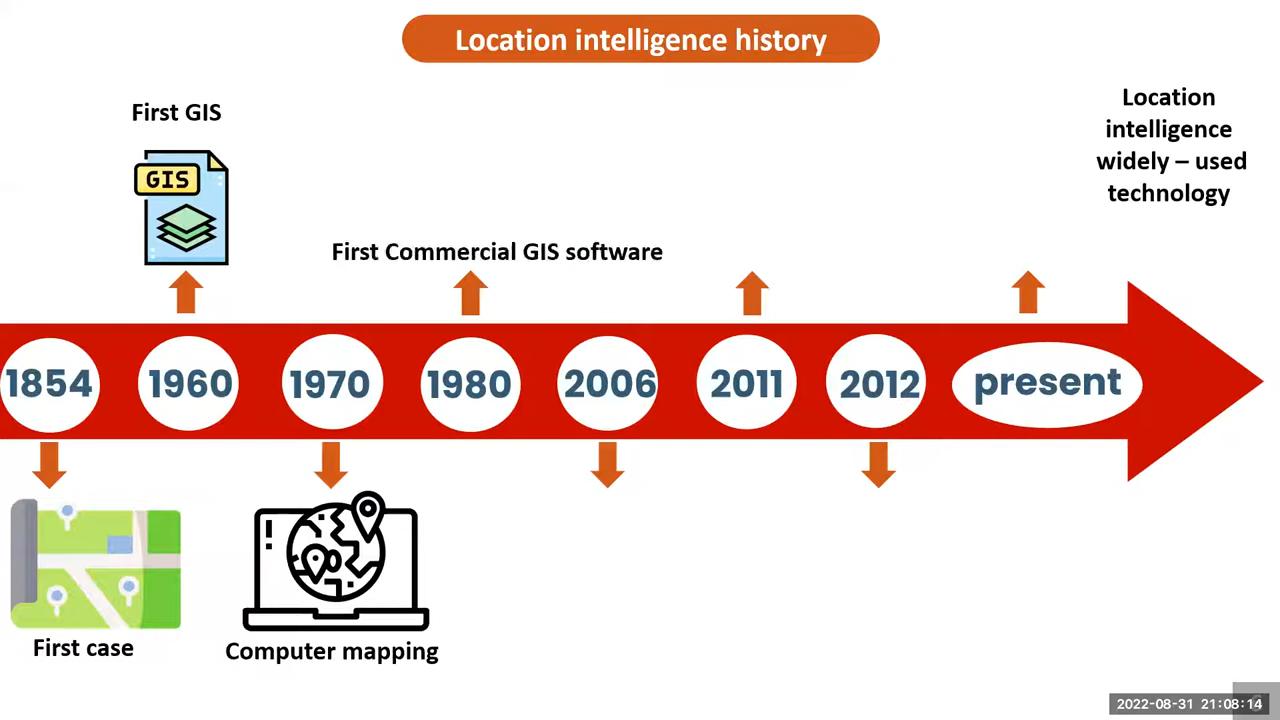 Location intelligence history
First GIS
GIS
First Commercial GIS software
Location
intelligence
widely – used
technology
1854
1960
1970
1980
2006
2011
2012
present
First case
Computer mapping
2022-08-31 21:08:14